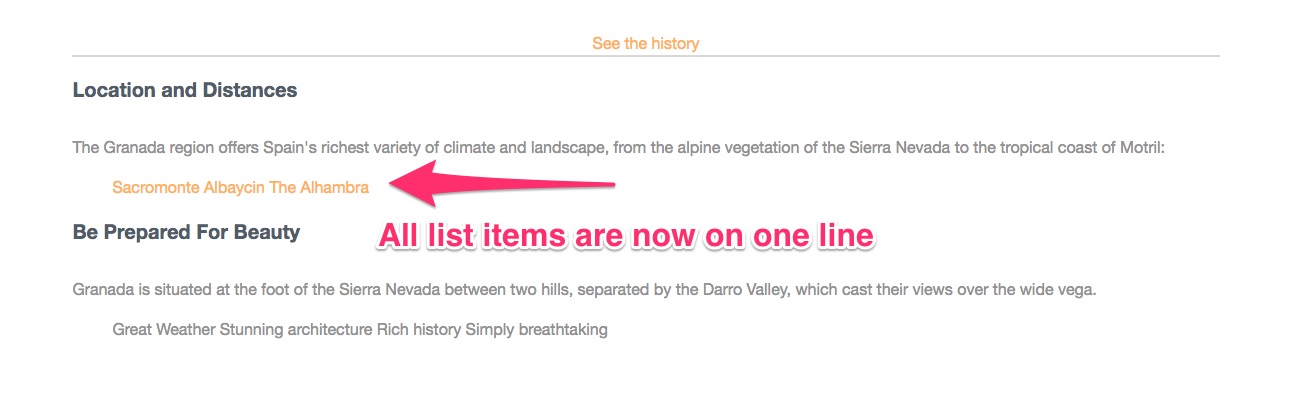 See the history
Location and Distances
The Granada region offers Spain's richest variety of climate and landscape, from the alpine vegetation of the Sierra Nevada to the tropical coast of Motril:
Sacromonte Albaycin The Alhambra
All list items are now on one line
Be Prepared For Beauty
Granada is situated at the foot of the Sierra Nevada between two hills, separated by the Darro Valley, which cast their views over the wide vega.
Great Weather Stunning architecture Rich history Simply breathtaking